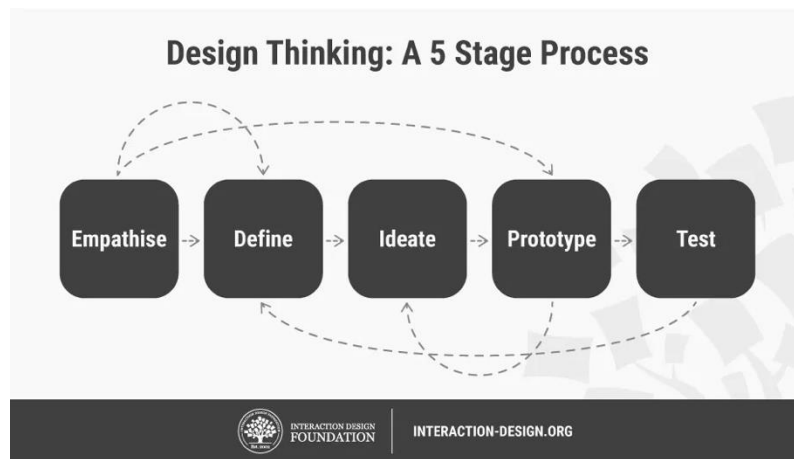 Design Thinking: A 5 Stage Process
Empathise
Define
Ideate
Prototype
Test
INTERACTION DESIGN
FOUNDATION
INTERACTION-DESIGN.ORG